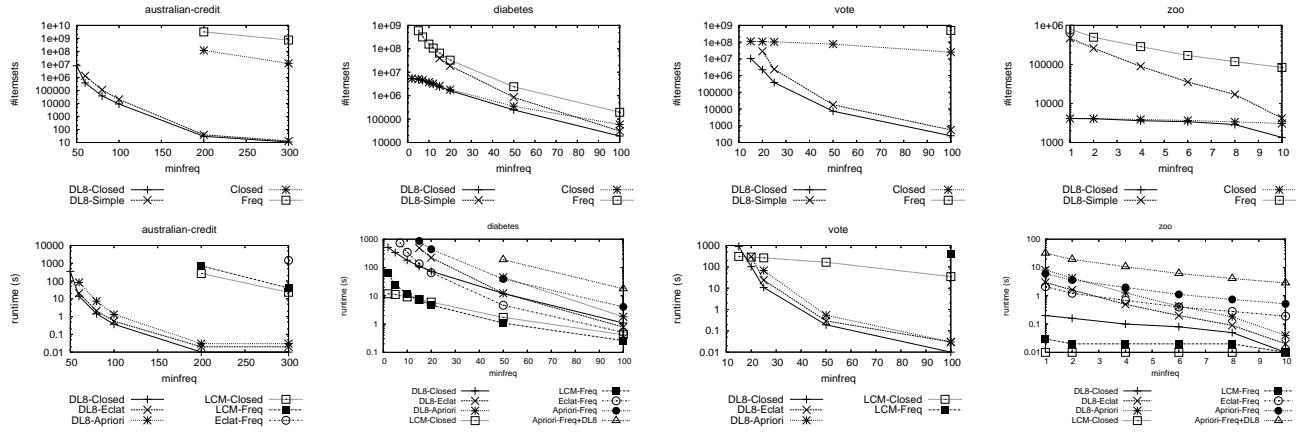 australian-credit
#itemsets
1e+10
1e+09
1e+08
1e+07
1e+06
100000
10000
1000
100
10
50 100 150 200 250 300
minfreq
DL8-Closed
DL8-Simple
Closed
Freq
diabetes
#itemsets
1e+09
1e+08
1e+07
1e+06
100000
10000
0 10 20 30 40 50 60 70 80 90 100
minfreq
DL8-Closed
DL8-Simple
Closed
Freq
vote
#itemsets
1e+09
1e+08
1e+07
1e+06
100000
10000
1000
100
10 20 30 40 50 60 70 80 90 100
minfreq
DL8-Closed
DL8-Simple
Closed
Freq
zoo
#itemsets
1e+06
100000
10000
1000
1 2 3 4 5 6 7 8 9 10
minfreq
DL8-Closed
DL8-Simple
Closed
Freq
australian-credit
runtime (s)
10000
1000
100
10
1
0.1
0.01
50 100 150 200 250 300
minfreq
DL8-Closed
DL8-Eclat
DL8-Apriori
LCM-Closed
LCM-Freq
Eclat-Freq
diabetes
runtime (s)
1000
100
10
1
0.1
0 10 20 30 40 50 60 70 80 90 100
minfreq
DL8-Closed
DL8-Eclat
DL8-Apriori
LCM-Closed
LCM-Freq
Eclat-Freq
Apriori-Freq
Apriori-Freq+DL8
vote
runtime (s)
1000
100
10
1
0.1
0.01
10 20 30 40 50 60 70 80 90 100
minfreq
DL8-Closed
DL8-Eclat
DL8-Apriori
LCM-Closed
LCM-Freq
zoo
runtime (s)
100
10
1
0.1
0.01
1 2 3 4 5 6 7 8 9 10
minfreq
DL8-Closed
DL8-Eclat
DL8-Apriori
LCM-Closed
LCM-Freq
Eclat-Freq
Apriori-Freq
Apriori-Freq+DL8